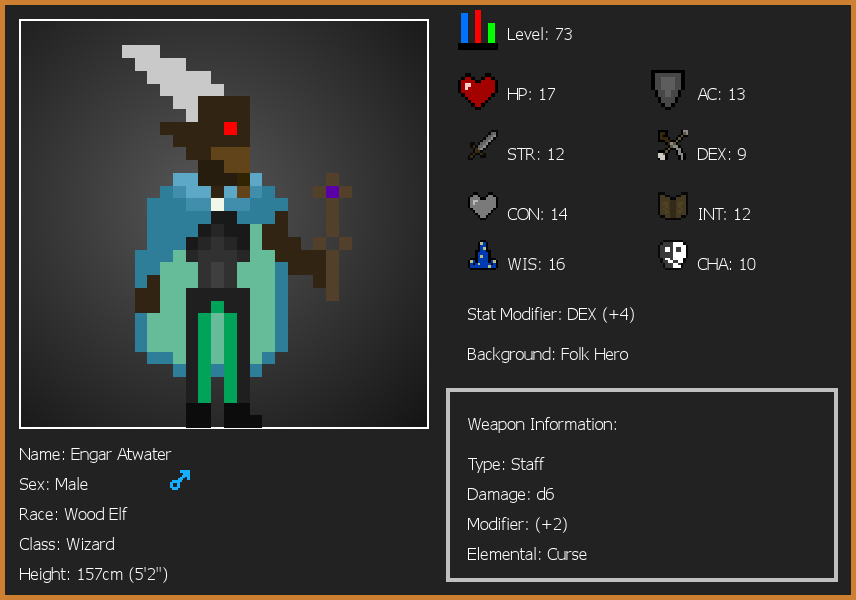 Level: 73
HP: 17
AC: 13
STR: 12
DEX: 9
CON: 14
INT: 12
WIS: 16
CHA: 10
Stat Modifier: DEX (+4)
Background: Folk Hero
Weapon Information:
Type: Staff
Damage: d6
Modifier: (+2)
Elemental: Curse
Name: Engar Atwater
Sex: Male
Race: Wood Elf
Class: Wizard
Height: 157cm (5'2")